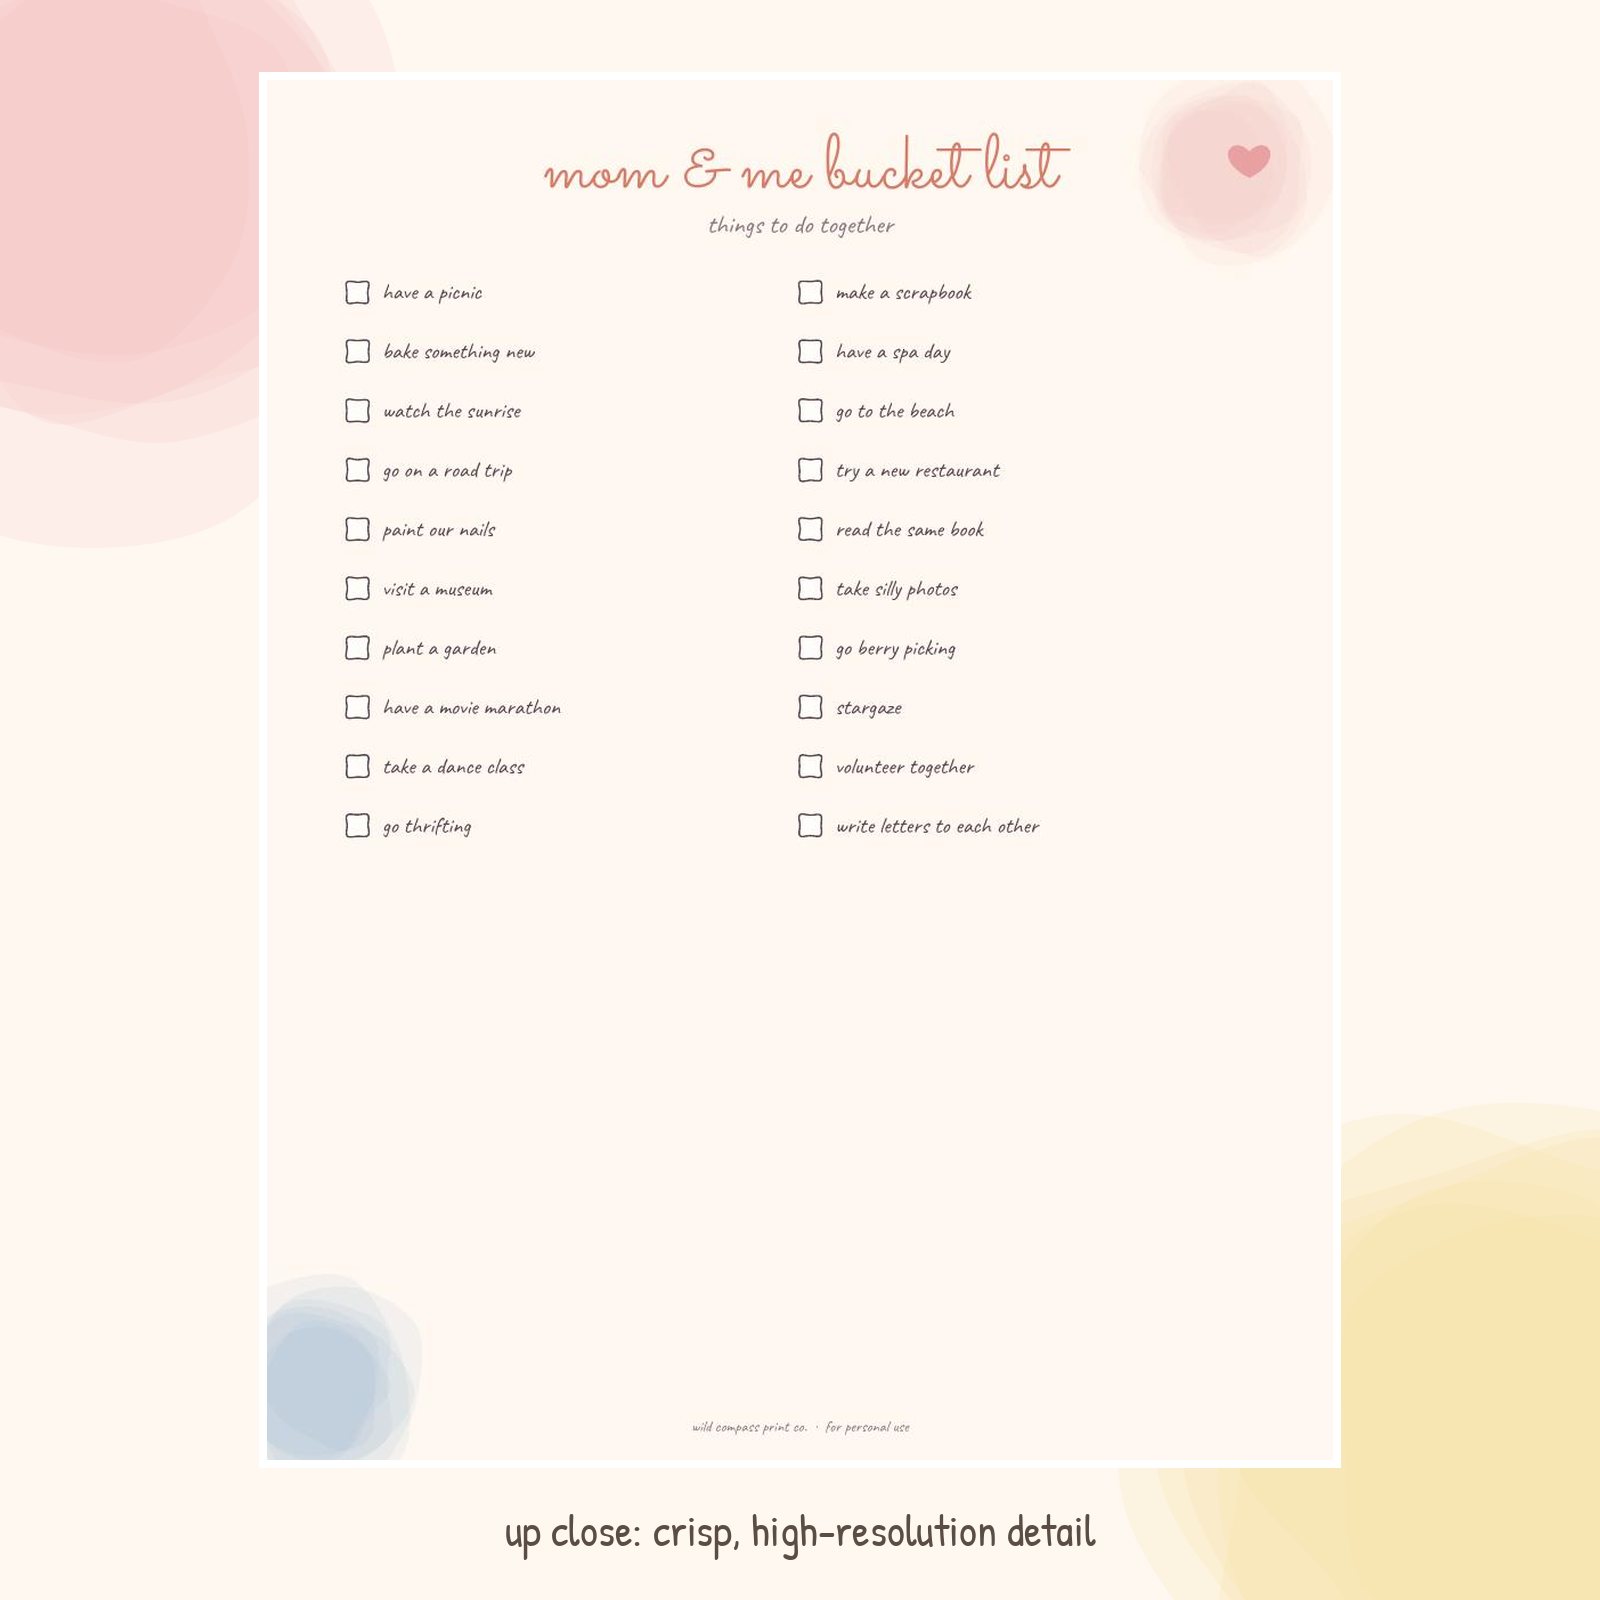 mom & me bucket list
things to do together
have a picnic
bake something new
watch the sunrise
go on a road trip
paint our nails
visit a museum
plant a garden
have a movie marathon
take a dance class
go thrifting
make a scrapbook
have a spa day
go to the beach
try a new restaurant
read the same book
take silly photos
go berry picking
stargaze
volunteer together
write letters to each other
wild compass print co. · for personal use
up close: crisp, high-resolution detail